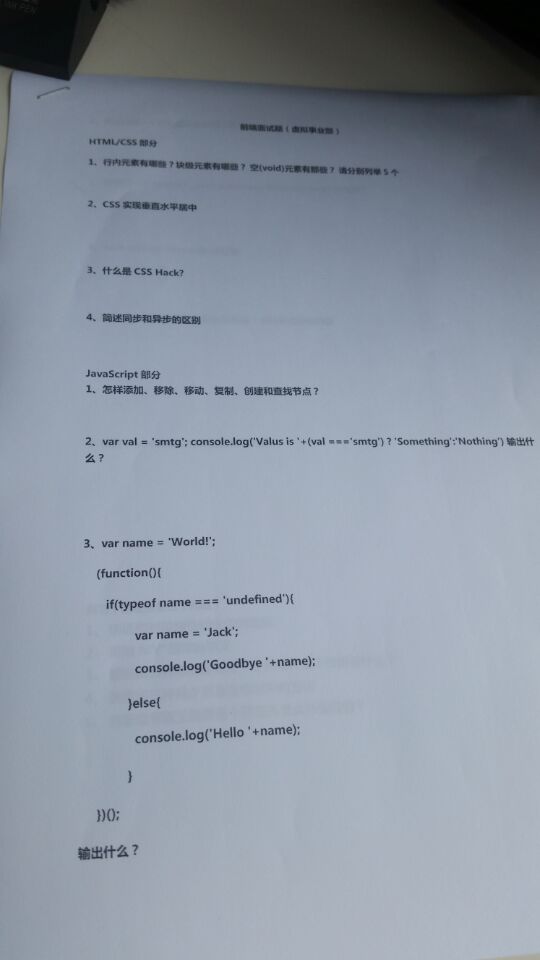 前端面试题（虚拟事业部）
HTML/CSS 部分
1、行内元素有哪些？块级元素有哪些？ 空(void)元素有那些？ 请分别列举 5 个
2、CSS 实现垂直水平居中
3、什么是 CSS Hack?
4、简述同步和异步的区别
JavaScript 部分
1、怎样添加、移除、移动、复制、创建和查找节点？
2、var val = 'smtg'; console.log('Valus is '+(val ==='smtg') ? 'Something':'Nothing') 输出什
么？
3、var name = 'World!';
(function(){
if(typeof name === 'undefined'){
var name = 'Jack';
console.log('Goodbye '+name);
}else{
console.log('Hello '+name);
}
})();
输出什么？